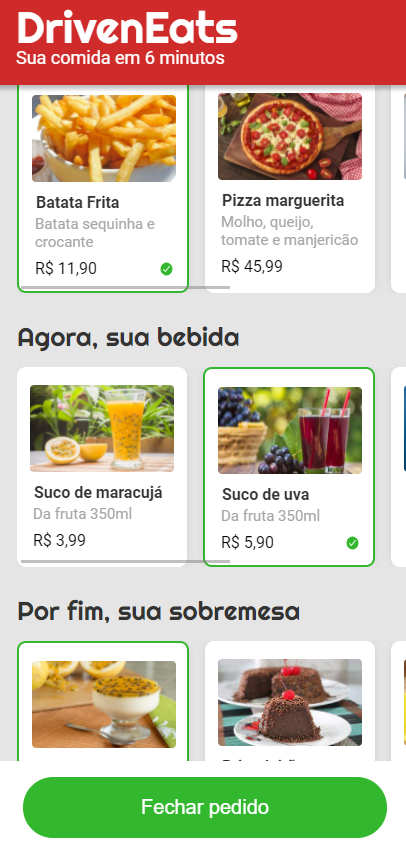 DrivenEats
Sua comida em 6 minutos
Batata Frita
Batata sequinha e
crocante
R$ 11,90
Pizza marguerita
Molho, queijo,
tomate e manjericão
R$ 45,99
Agora, sua bebida
Suco de maracujá
Da fruta 350ml
R$ 3,99
Suco de uva
Da fruta 350ml
R$ 5,90
Por fim, sua sobremesa
Fechar pedido